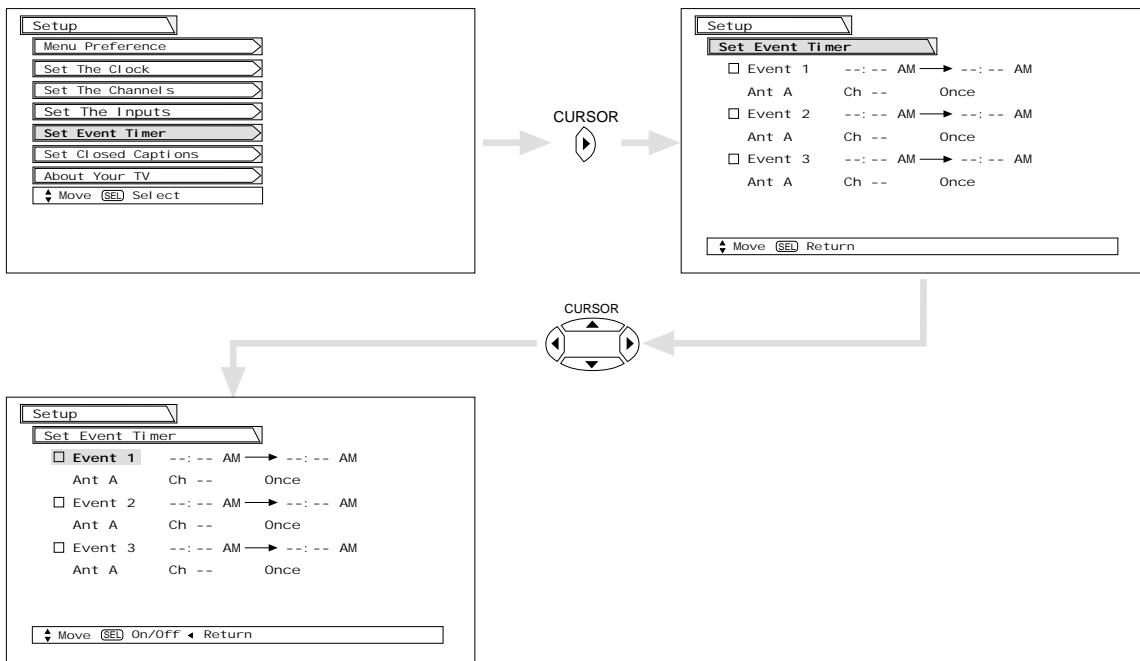 Setup
Menu Preference
Set The Clock
Set The Channels
Set The Inputs
Set Event Timer
Set Closed Captions
About Your TV
Move SEL Select
CURSOR
Setup
Set Event Timer
Event 1 --:-- AM --:-- AM
Ant A Ch -- Once
Event 2 --:-- AM --:-- AM
Ant A Ch -- Once
Event 3 --:-- AM --:-- AM
Ant A Ch -- Once
Move SEL Return
CURSOR
Setup
Set Event Timer
Event 1 --:-- AM --:-- AM
Ant A Ch -- Once
Event 2 --:-- AM --:-- AM
Ant A Ch -- Once
Event 3 --:-- AM --:-- AM
Ant A Ch -- Once
Move SEL On/Off Return